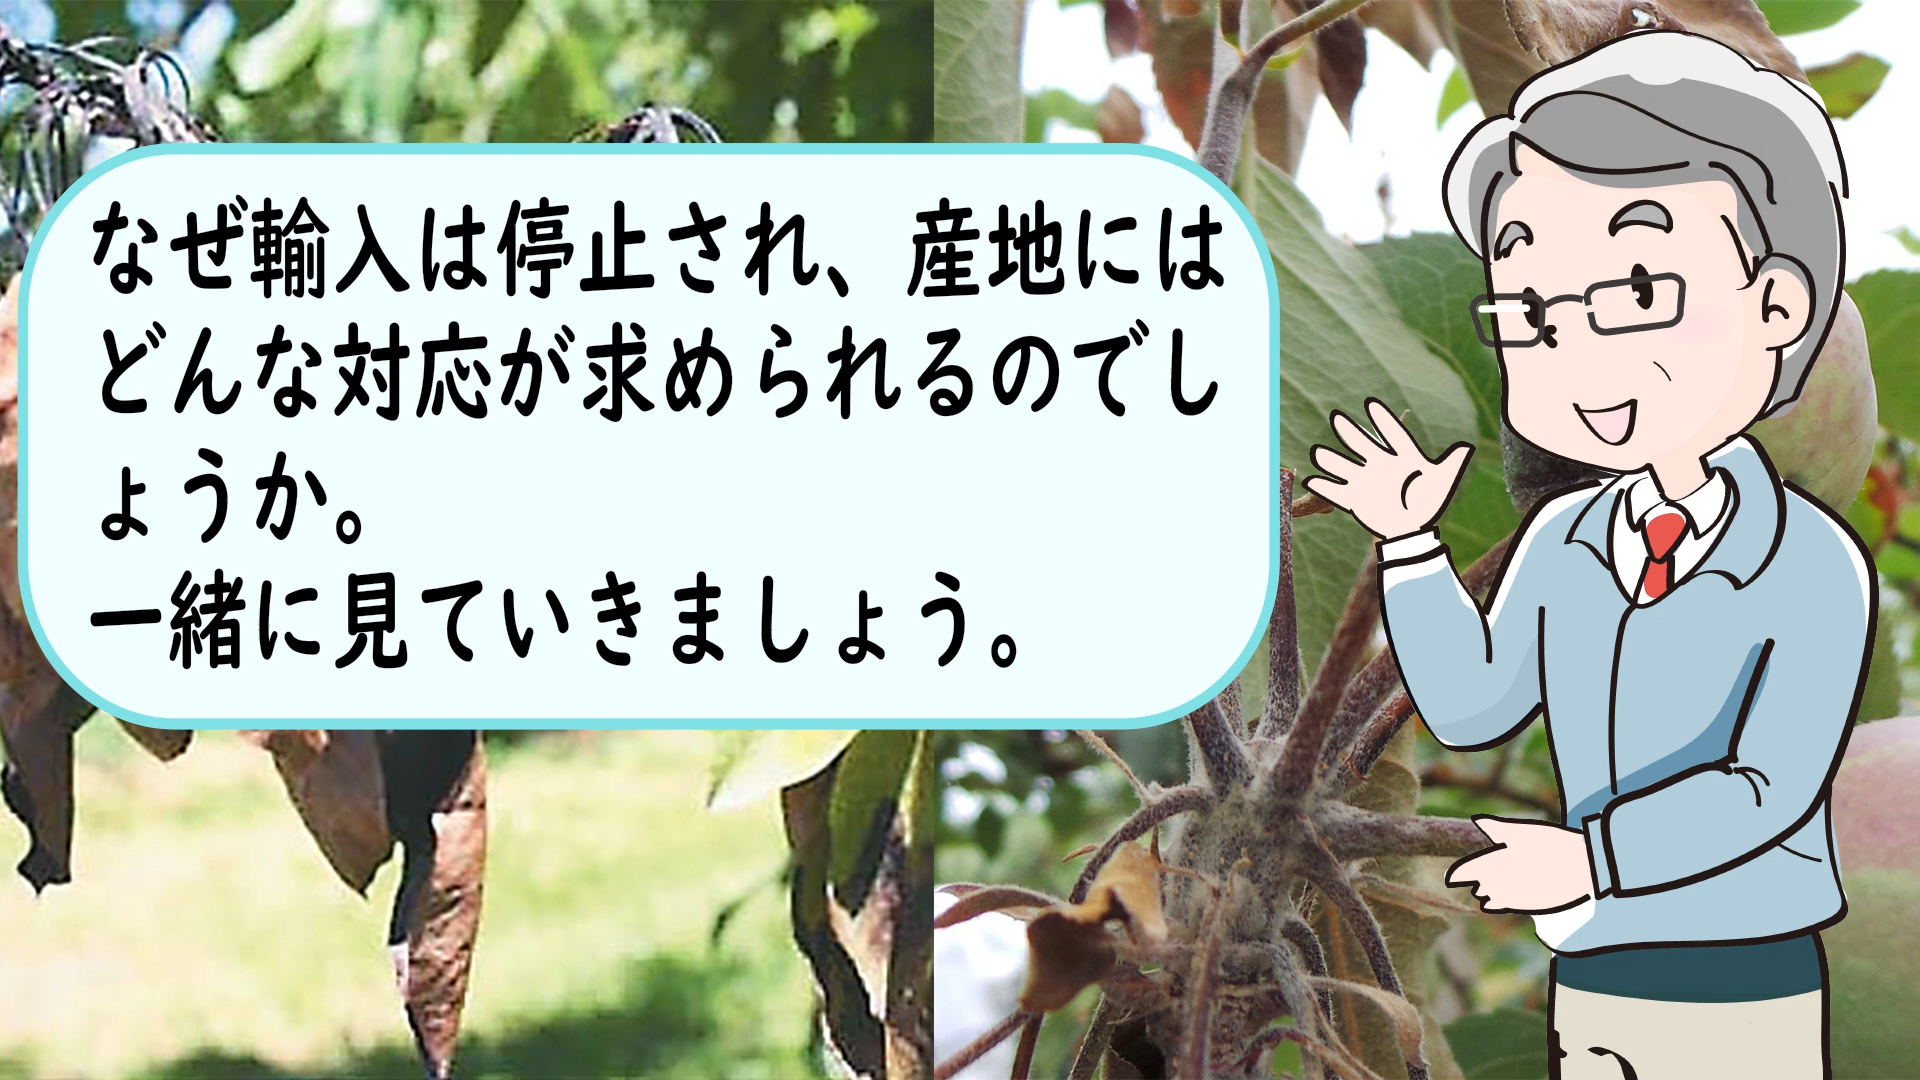 なぜ輸入は停止され、産地には
どんな対応が求められるのでし
ょうか。
一緒に見ていきましょう。